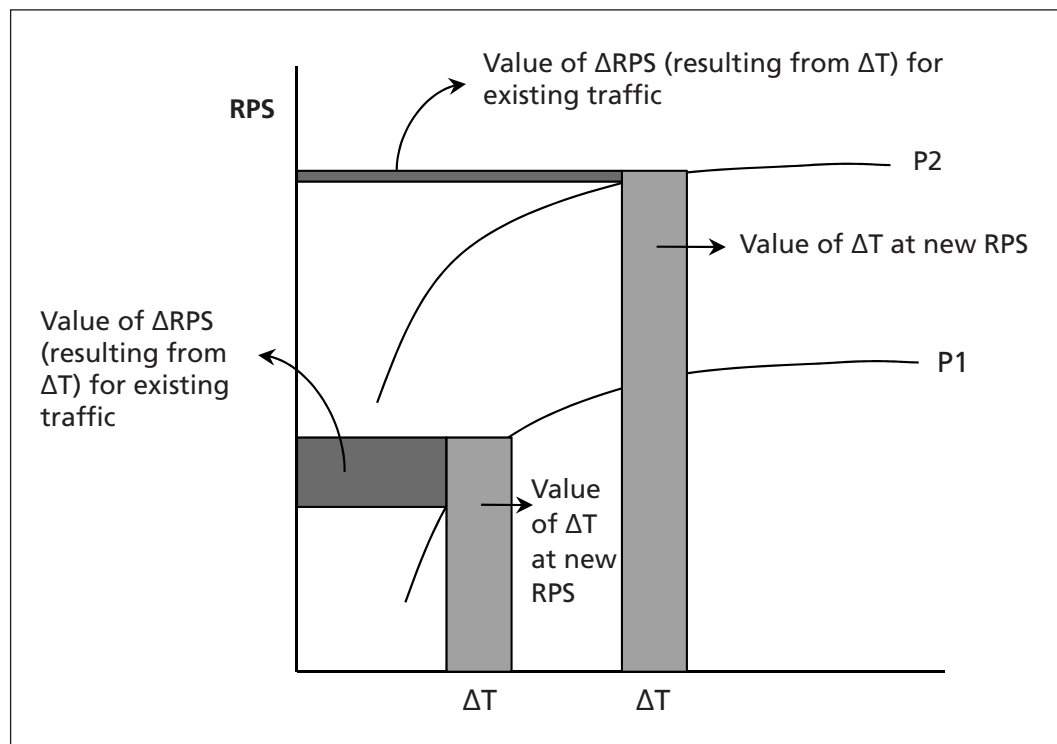 Value of ΔRPS (resulting from ΔT) for
existing traffic
RPS
P2
Value of ΔT at new RPS
Value of ΔRPS
(resulting from
ΔT) for existing
traffic
P1
Value
of ΔT
at new
RPS
ΔT
ΔT